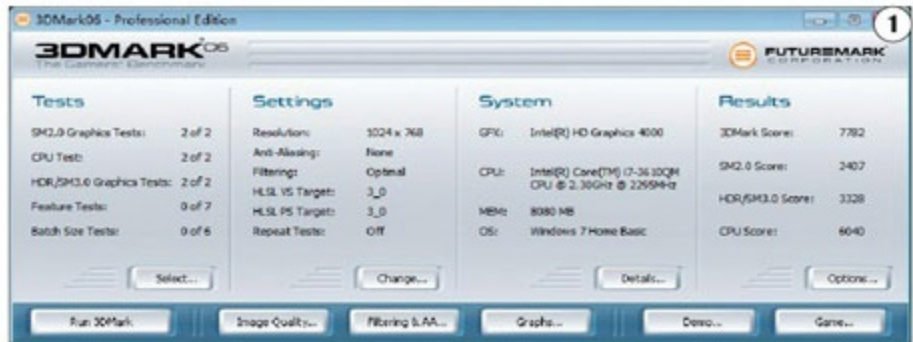 3DMark06 - Professional Edition
1
3DMARK'06
The Gamers' Benchmark
FUTUREMARK
CORPORATION
Tests
SM2.0 Graphics Tests: 2 of 2
CPU Test: 2 of 2
HDR/SM3.0 Graphics Tests: 2 of 2
Feature Tests: 0 of 7
Batch Size Tests: 0 of 6
Select...
Settings
Resolution: 1024 x 768
Anti-Aliasing: None
Filtering: Optimal
HLSL VS Target: 3_0
HLSL PS Target: 3_0
Repeat Tests: Off
Change...
System
GFX: Intel(R) HD Graphics 4000
CPU: Intel(R) Core(TM) i7-3610QM
CPU @ 2.30GHz @ 2295MHz
MEM: 8080 MB
OS: Windows 7 Home Basic
Details...
Results
3DMark Score: 7782
SM2.0 Score: 2407
HDR/SM3.0 Score: 3328
CPU Score: 6040
Options...
Run 3DMark
Image Quality...
Filtering & AA...
Graphs...
Demo...
Game...